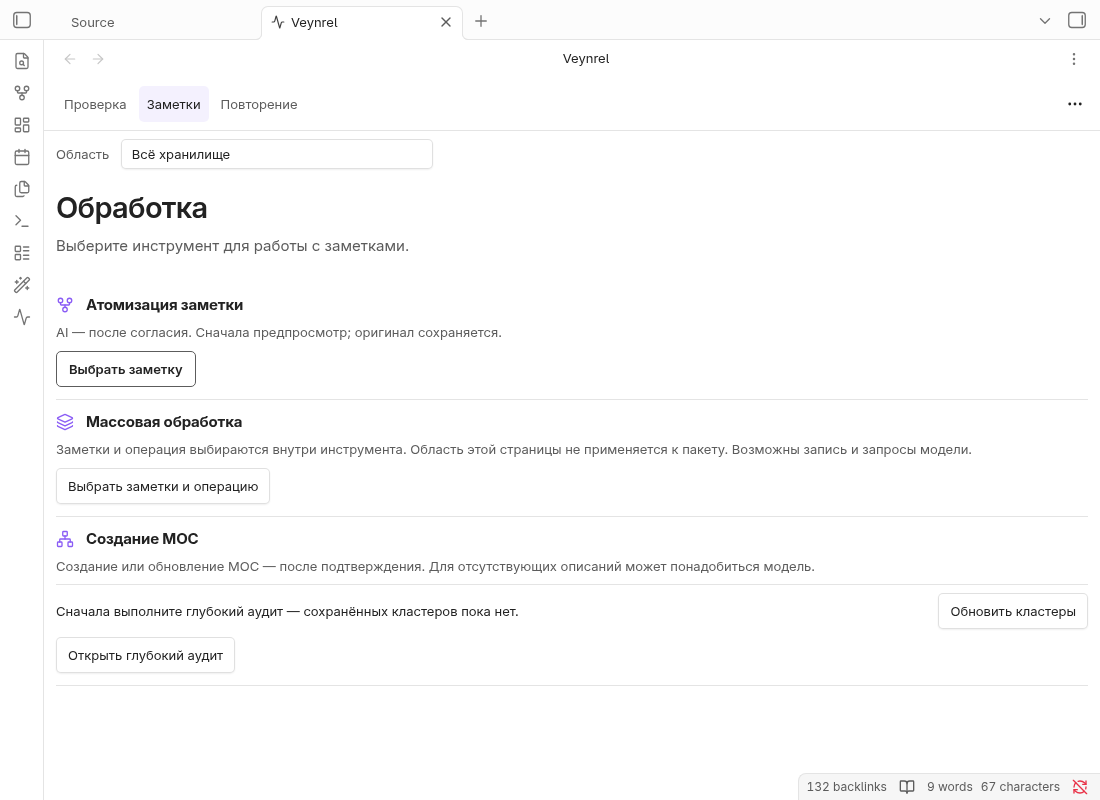 Source
Veynrel
Veynrel
Проверка
Заметки
Повторение
Область
Всё хранилище
Обработка
Выберите инструмент для работы с заметками.
Атомизация заметки
AI — после согласия. Сначала предпросмотр; оригинал сохраняется.
Выбрать заметку
Массовая обработка
Заметки и операция выбираются внутри инструмента. Область этой страницы не применяется к пакету. Возможны запись и запросы модели.
Выбрать заметки и операцию
Создание MOC
Создание или обновление MOC — после подтверждения. Для отсутствующих описаний может понадобиться модель.
Сначала выполните глубокий аудит — сохранённых кластеров пока нет.
Обновить кластеры
Открыть глубокий аудит
132 backlinks
9 words
67 characters